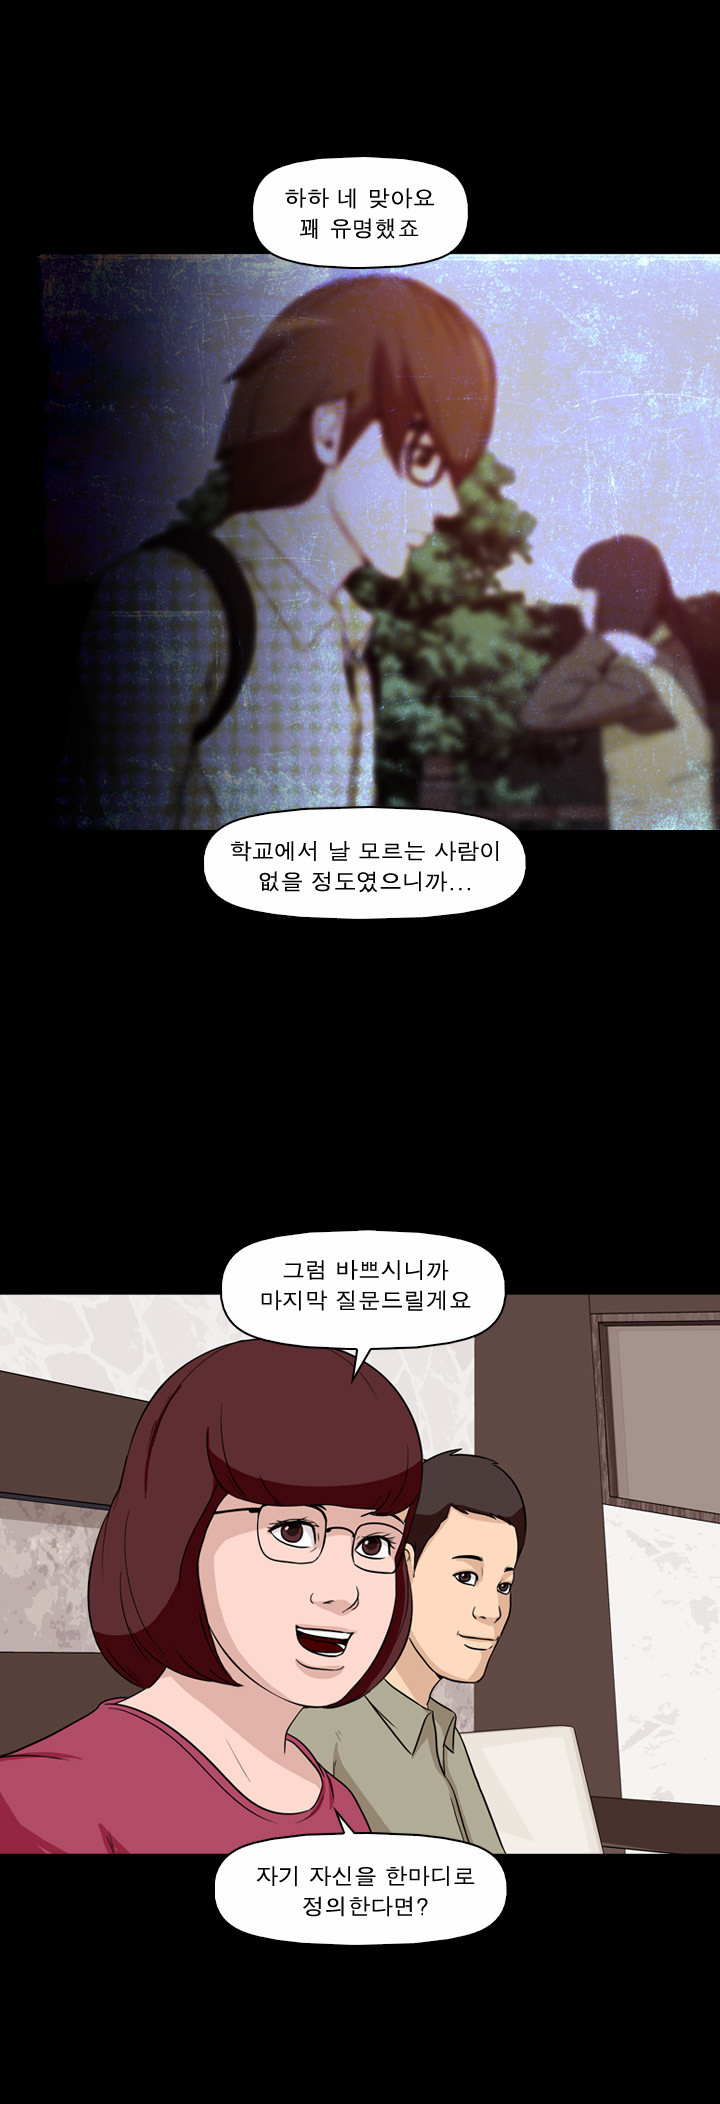 하하 네 맞아요
꽤 유명했죠
학교에서 날 모르는 사람이
없을 정도였으니까...
그럼 바쁘시니까
마지막 질문드릴게요
자기 자신을 한마디로
정의한다면?